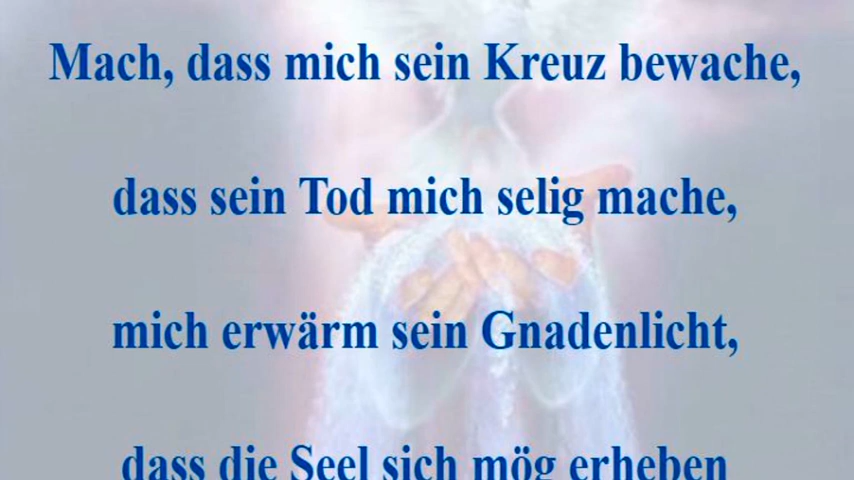 Mach, dass mich sein Kreuz bewache,
dass sein Tod mich selig mache,
mich erwärm sein Gnadenlicht,
dass die Seel sich mög erheben